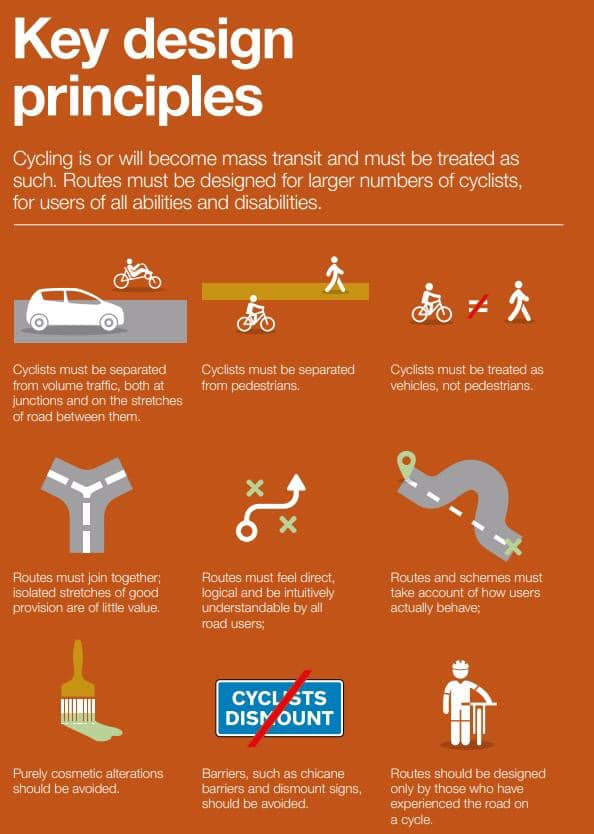 Key design
principles
Cycling is or will become mass transit and must be treated as
such. Routes must be designed for larger numbers of cyclists,
for users of all abilities and disabilities.
Cyclists must be separated
from volume traffic, both at
junctions and on the stretches
of road between them.
Cyclists must be separated
from pedestrians.
Cyclists must be treated as
vehicles, not pedestrians.
Routes must join together;
isolated stretches of good
provision are of little value.
Routes must feel direct,
logical and be intuitively
understandable by all
road users;
Routes and schemes must
take account of how users
actually behave;
CYCLISTS
DISMOUNT
Purely cosmetic alterations
should be avoided.
Barriers, such as chicane
barriers and dismount signs,
should be avoided.
Routes should be designed
only by those who have
experienced the road on
a cycle.